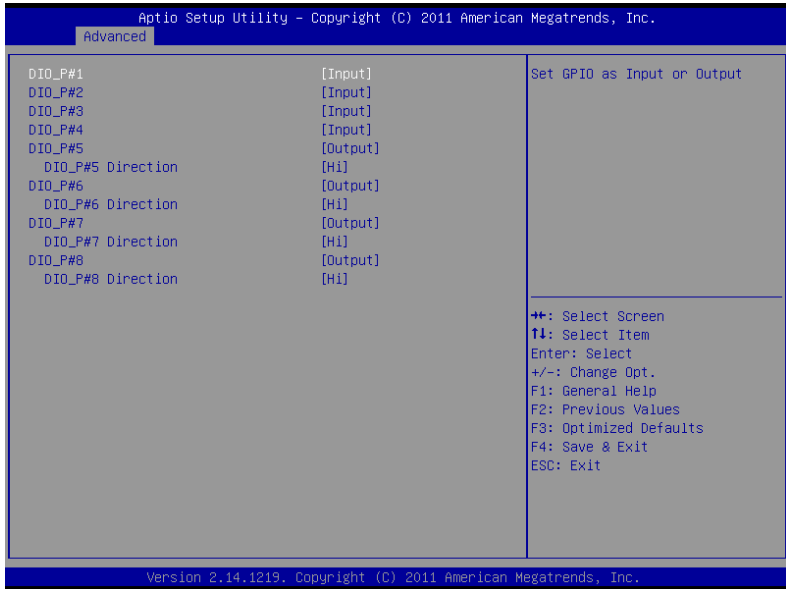 Aptio Setup Utility – Copyright (C) 2011 American Megatrends, Inc.
Advanced
DIO_P#1 [Input]
DIO_P#2 [Input]
DIO_P#3 [Input]
DIO_P#4 [Input]
DIO_P#5 [Output]
DIO_P#5 Direction [Hi]
DIO_P#6 [Output]
DIO_P#6 Direction [Hi]
DIO_P#7 [Output]
DIO_P#7 Direction [Hi]
DIO_P#8 [Output]
DIO_P#8 Direction [Hi]
Set GPIO as Input or Output
→←: Select Screen
↑↓: Select Item
Enter: Select
+/-: Change Opt.
F1: General Help
F2: Previous Values
F3: Optimized Defaults
F4: Save & Exit
ESC: Exit
Version 2.14.1219. Copyright (C) 2011 American Megatrends, Inc.